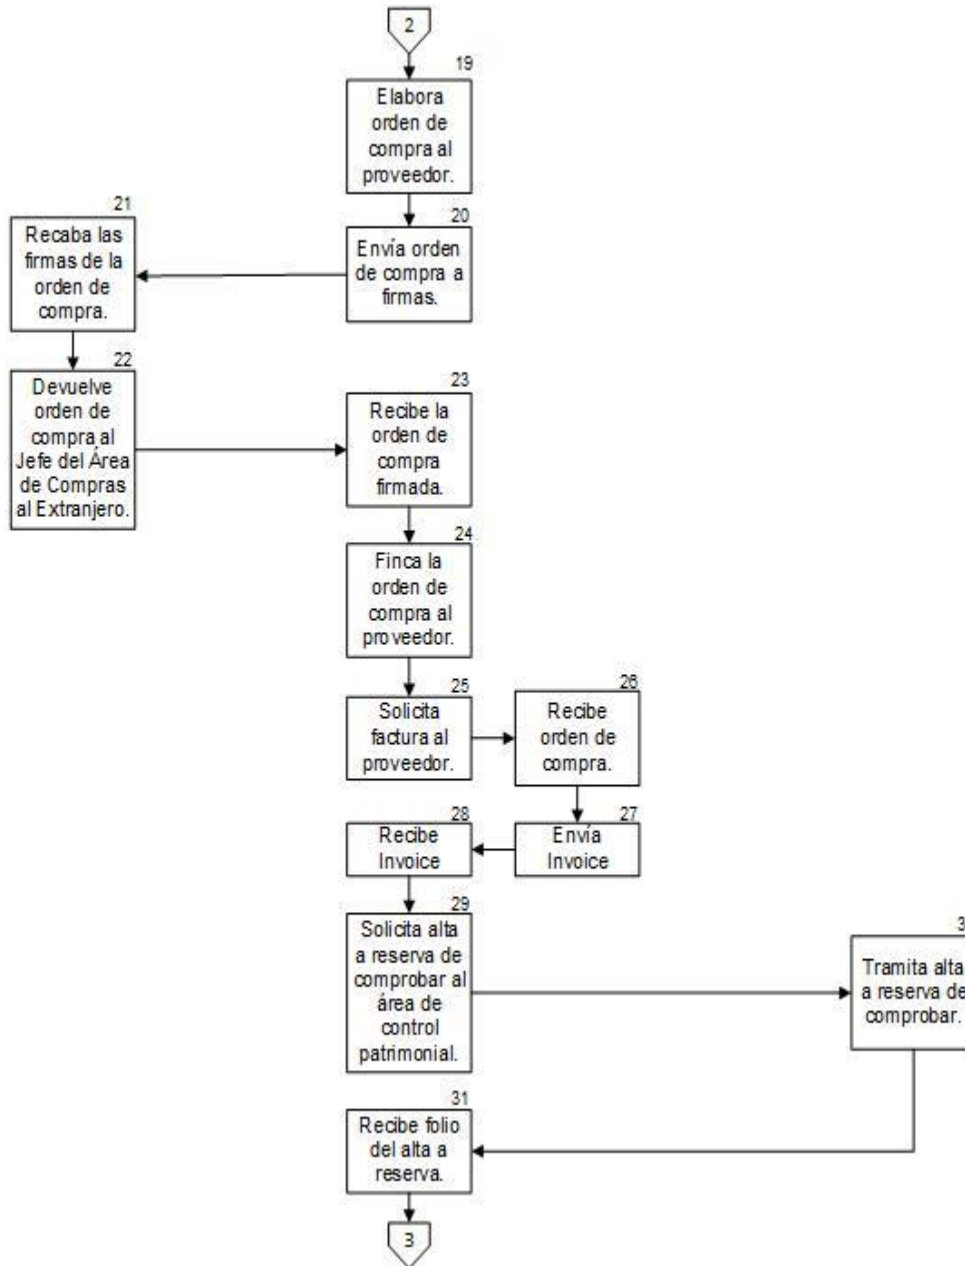 2
19
Elabora
orden de
compra al
proveedor.
20
Envía orden
de compra a
firmas.
21
Recaba las
firmas de la
orden de
compra.
22
Devuelve
orden de
compra al
Jefe del Área
de Compras
al Extranjero.
23
Recibe la
orden de
compra
firmada.
24
Finca la
orden de
compra al
proveedor.
25
Solicita
factura al
proveedor.
26
Recibe
orden de
compra.
27
Envía
Invoice
28
Recibe
Invoice
29
Solicita alta
a reserva de
comprobar al
área de
control
patrimonial.
3
Tramita alta
a reserva de
comprobar.
31
Recibe folio
del alta a
reserva.
3